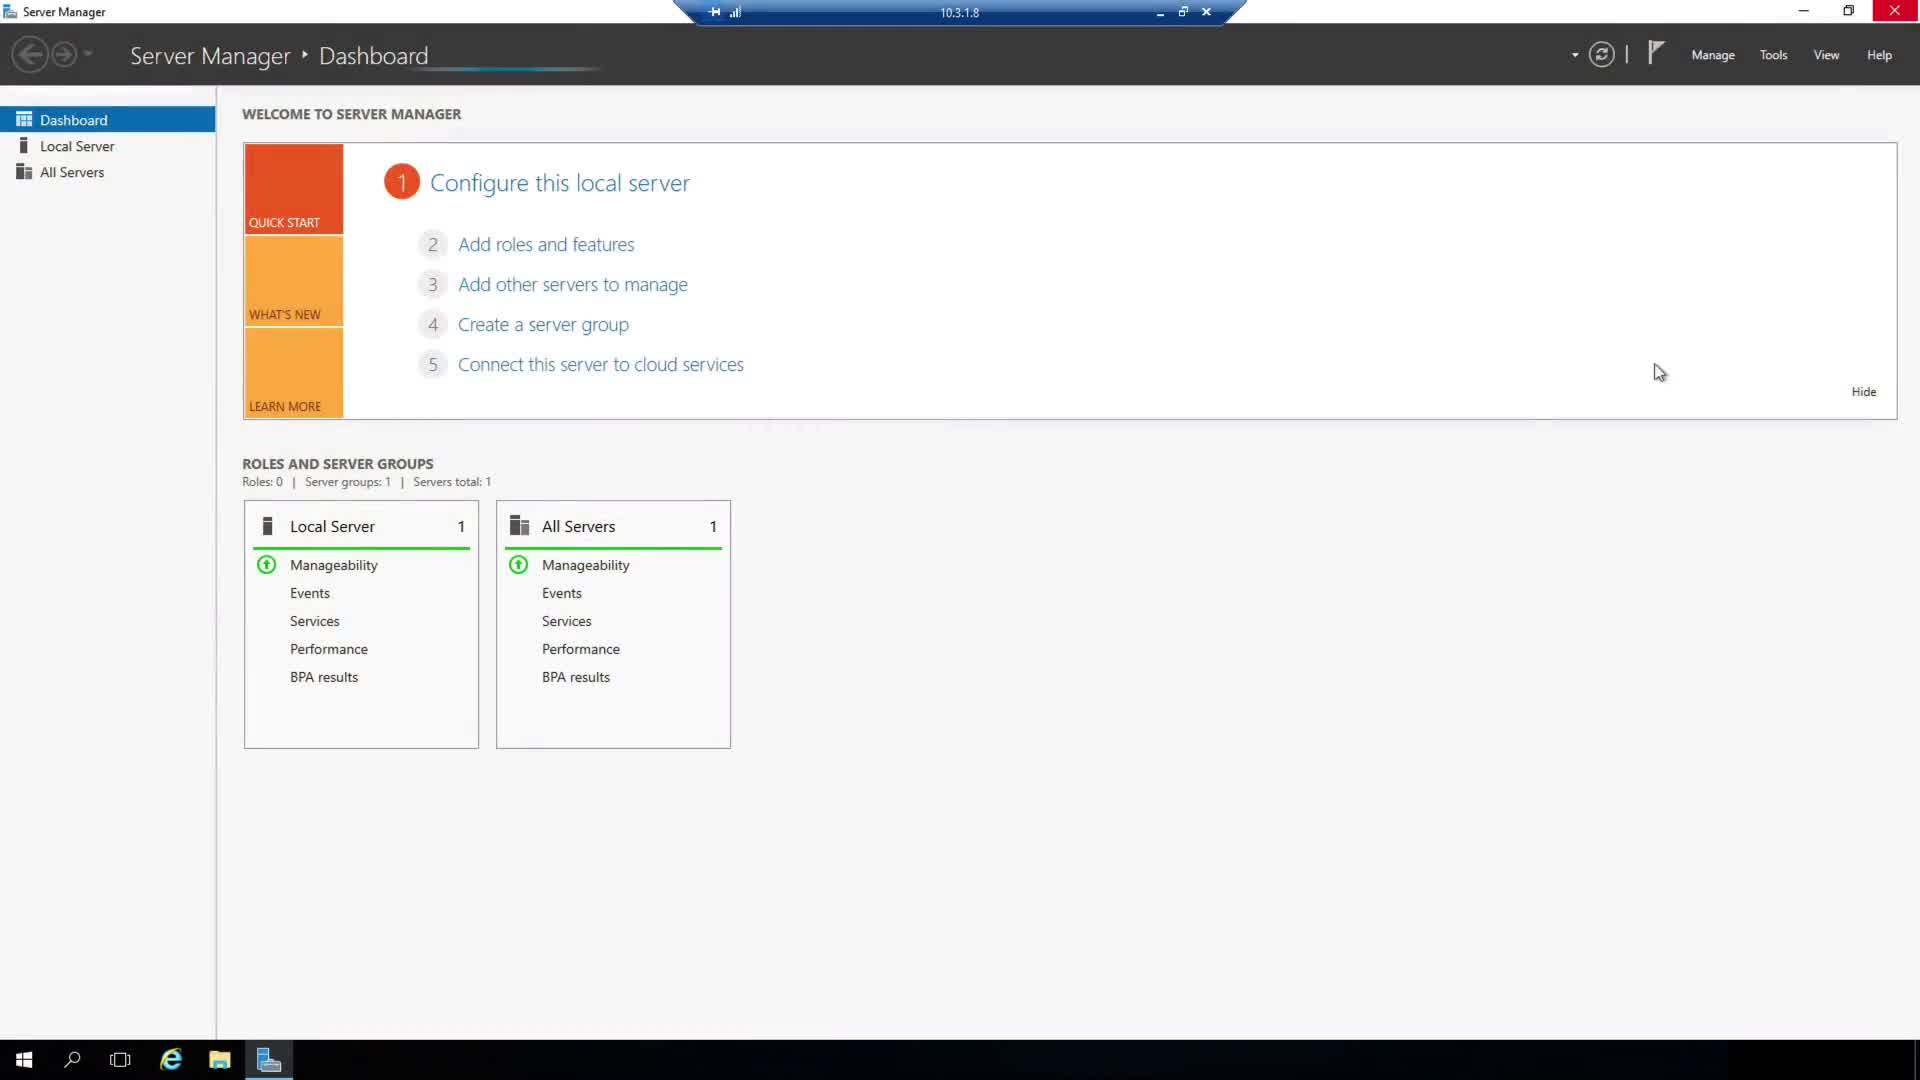 Server Manager
10.3.1.8
Server Manager Dashboard
Manage Tools View Help
Dashboard
Local Server
All Servers
WELCOME TO SERVER MANAGER
QUICK START
WHAT'S NEW
LEARN MORE
1 Configure this local server
2 Add roles and features
3 Add other servers to manage
4 Create a server group
5 Connect this server to cloud services
Hide
ROLES AND SERVER GROUPS
Roles: 0 | Server groups: 1 | Servers total: 1
Local Server 1
Manageability
Events
Services
Performance
BPA results
All Servers 1
Manageability
Events
Services
Performance
BPA results